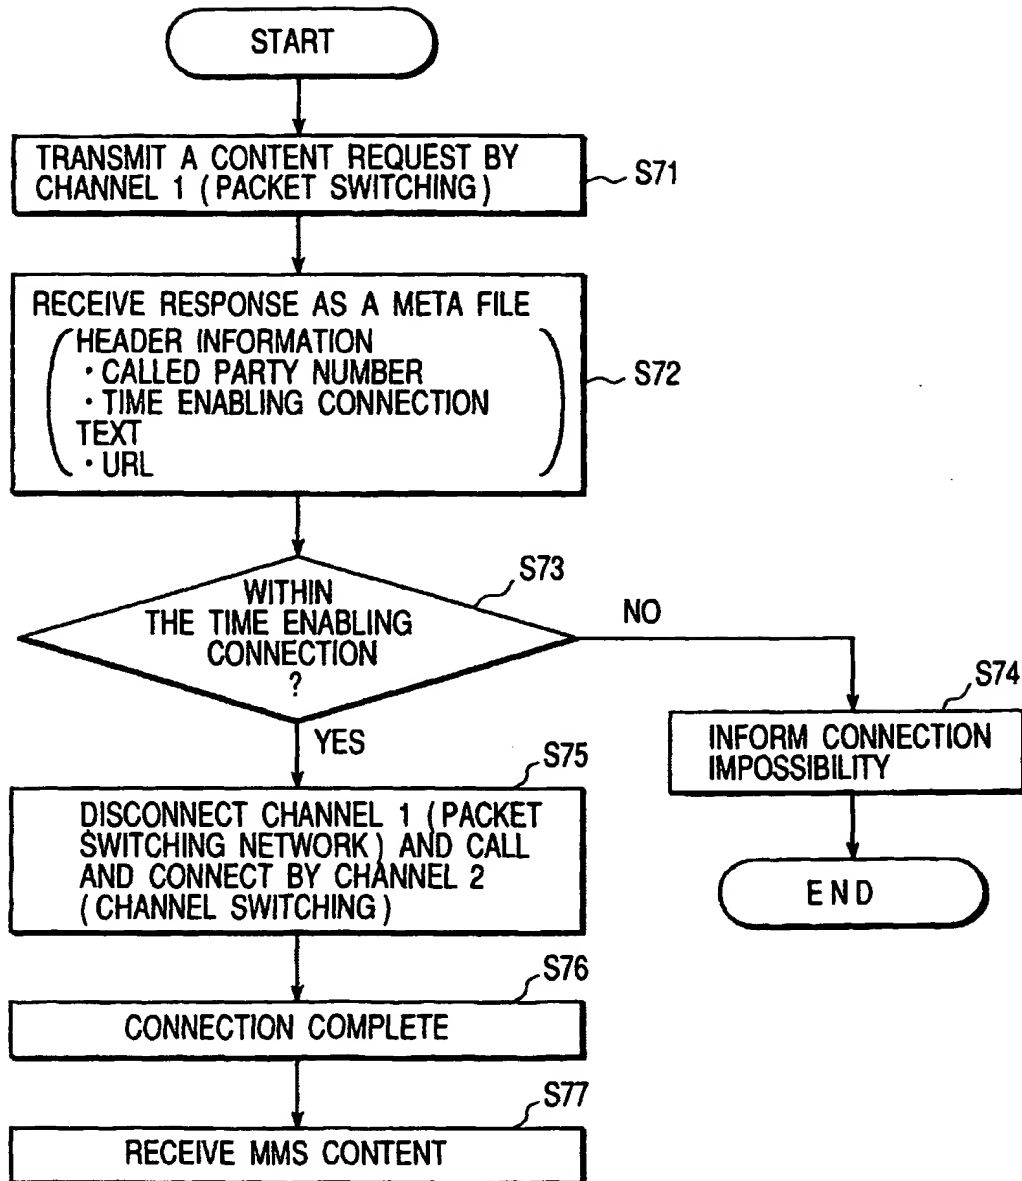 START
TRANSMIT A CONTENT REQUEST BY
CHANNEL 1 (PACKET SWITCHING)
S71
RECEIVE RESPONSE AS A META FILE
HEADER INFORMATION
• CALLED PARTY NUMBER
• TIME ENABLING CONNECTION
TEXT
• URL
S72
WITHIN
THE TIME ENABLING
CONNECTION
?
S73
NO
S74
INFORM CONNECTION
IMPOSSIBILITY
END
YES
S75
DISCONNECT CHANNEL 1 (PACKET
SWITCHING NETWORK) AND CALL
AND CONNECT BY CHANNEL 2
(CHANNEL SWITCHING)
S76
CONNECTION COMPLETE
S77
RECEIVE MMS CONTENT